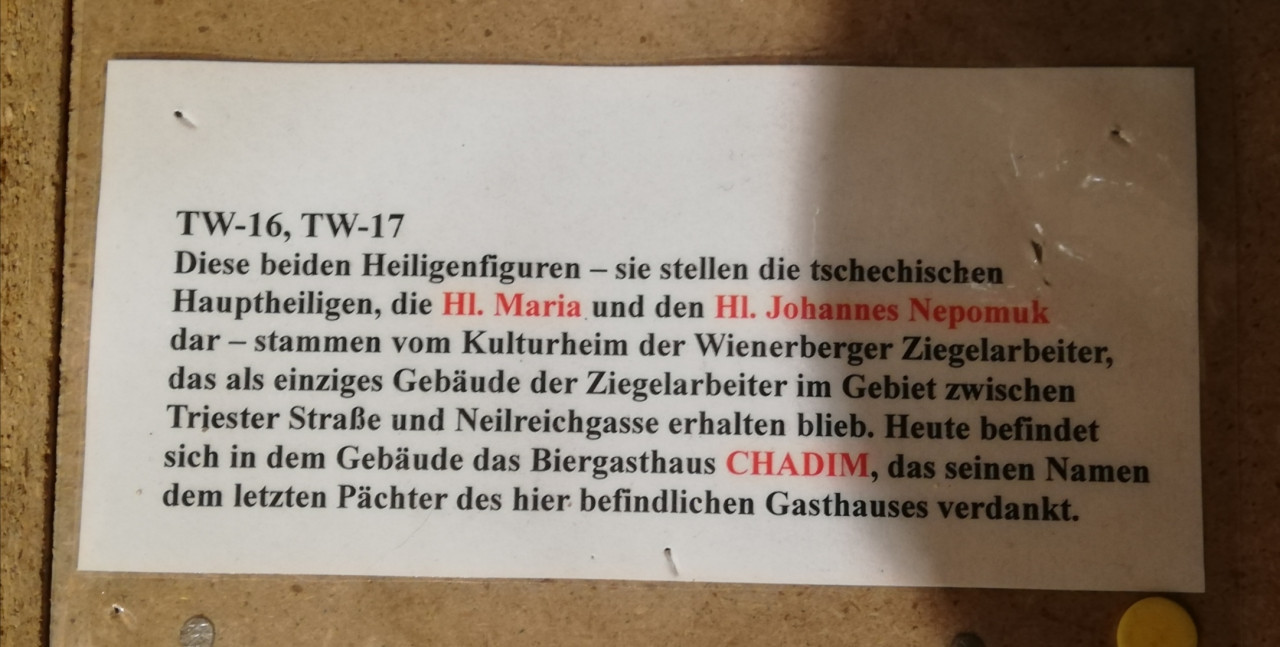 TW-16, TW-17
Diese beiden Heiligenfiguren – sie stellen die tschechischen
Hauptheiligen, die Hl. Maria und den Hl. Johannes Nepomuk
dar – stammen vom Kulturheim der Wienerberger Ziegelarbeiter,
das als einziges Gebäude der Ziegelarbeiter im Gebiet zwischen
Triester Straße und Neilreichgasse erhalten blieb. Heute befindet
sich in dem Gebäude das Biergasthaus CHADIM, das seinen Namen
dem letzten Pächter des hier befindlichen Gasthauses verdankt.